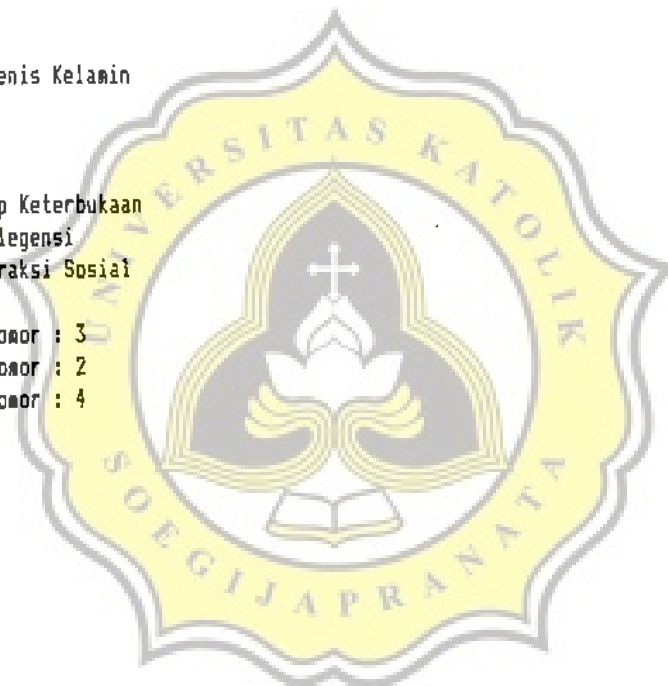 enis Kelamin
p Keterbukaan
legensi
raksi Sosial
omor : 3
omor : 2
omor : 4
UNIVERSITAS KATOLIK
SOEGIJAPRANATA